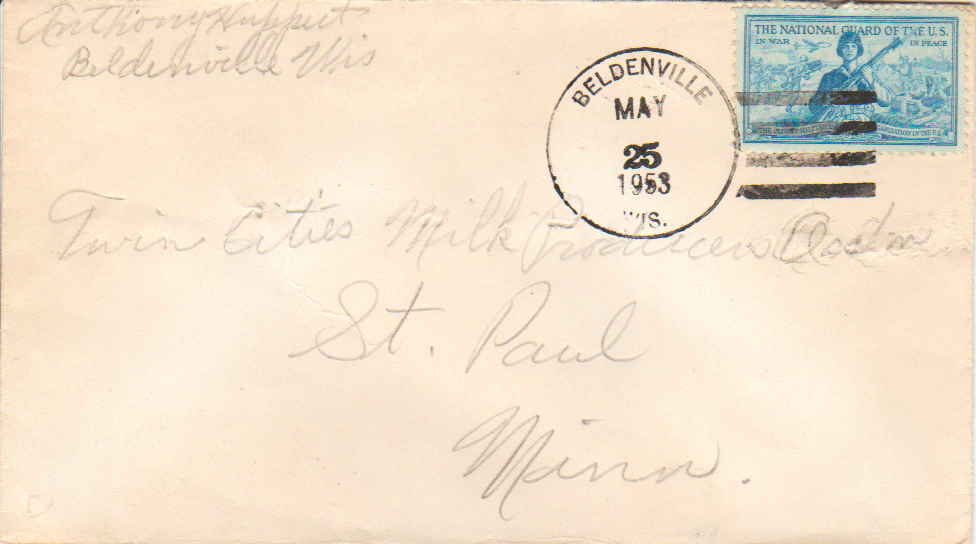 Anthony Huppert
Beldenville Wis
THE NATIONAL GUARD OF THE U.S.
IN WAR IN PEACE
BELDENVILLE
MAY
25
1953
WIS.
Twin Cities Milk Producers
St. Paul
Minn.